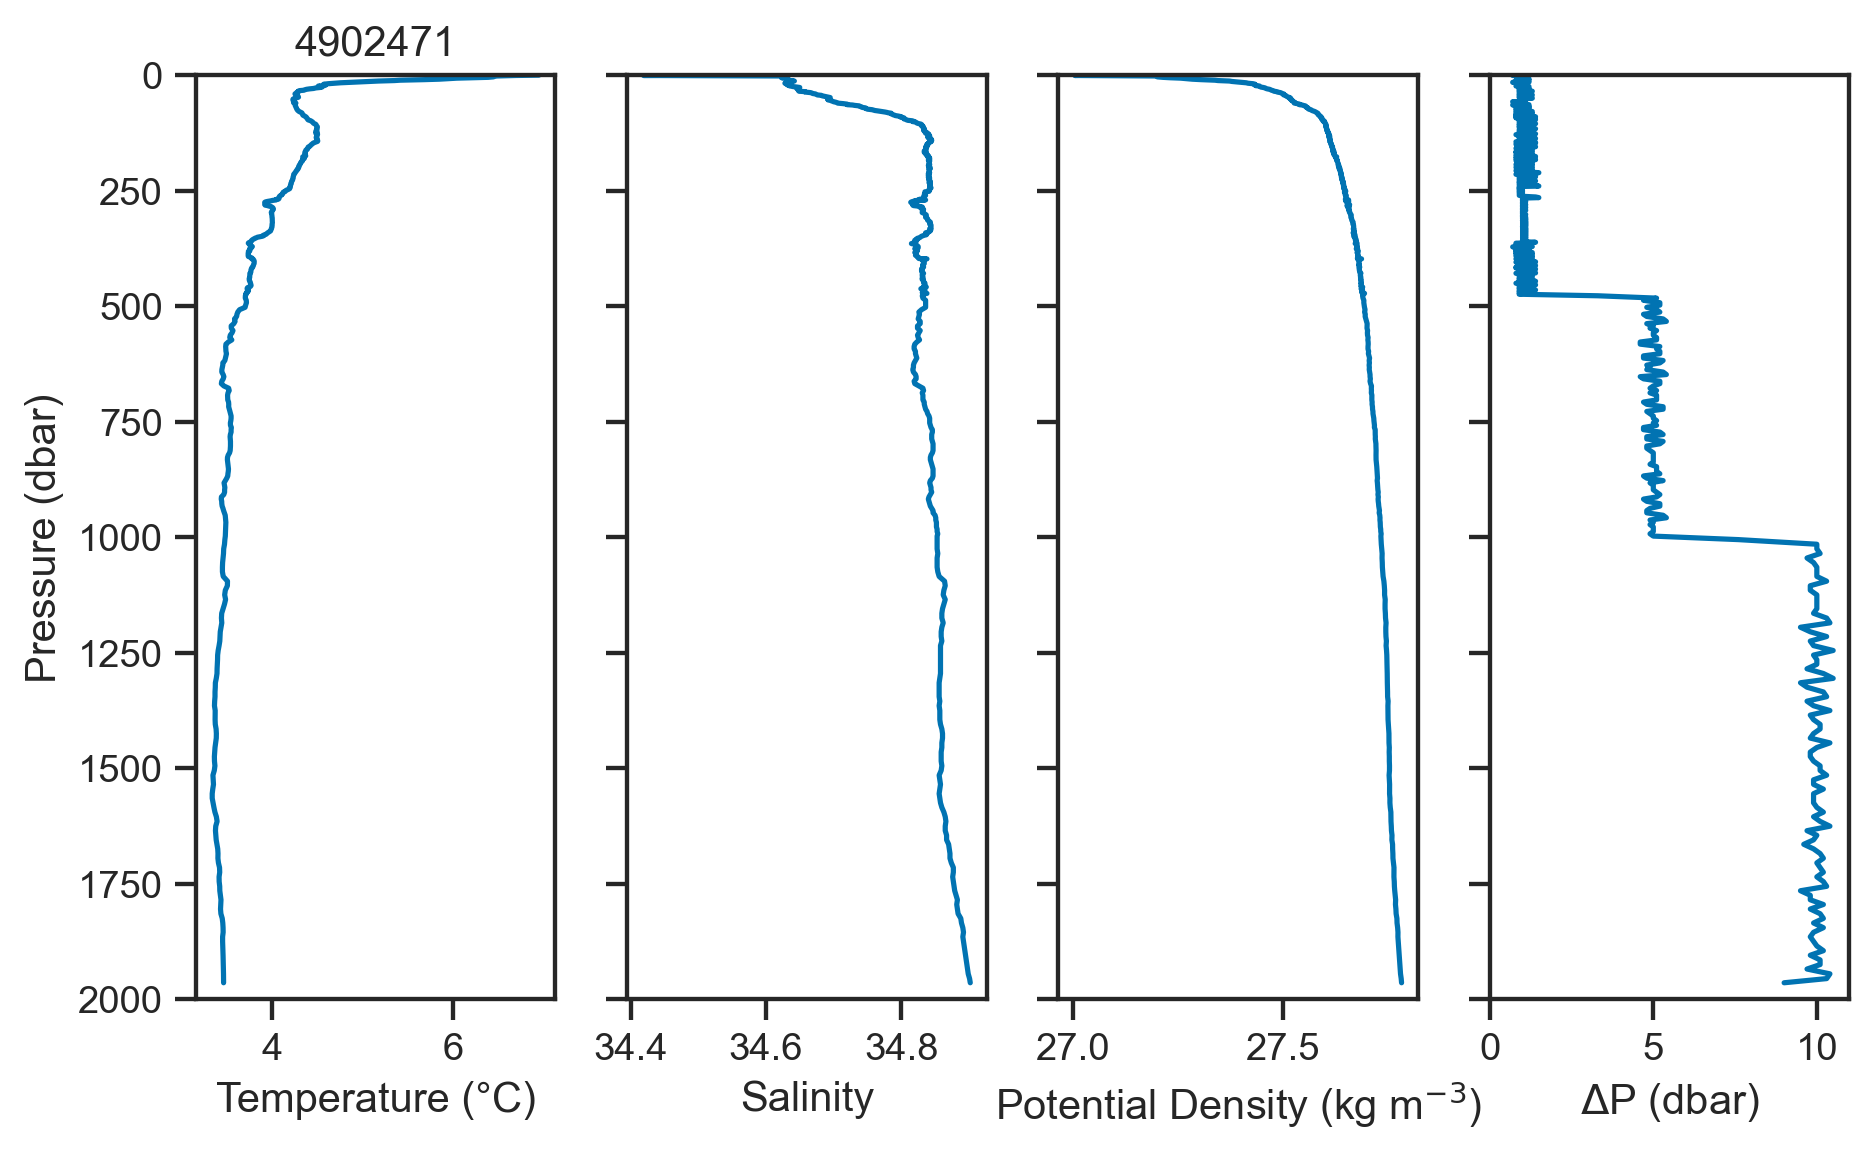 4902471
Pressure (dbar)
0
250
500
750
1000
1250
1500
1750
2000
4 6
Temperature (°C)
34.4 34.6 34.8
Salinity
27.0 27.5
Potential Density (kg m⁻³)
0 5 10
ΔP (dbar)